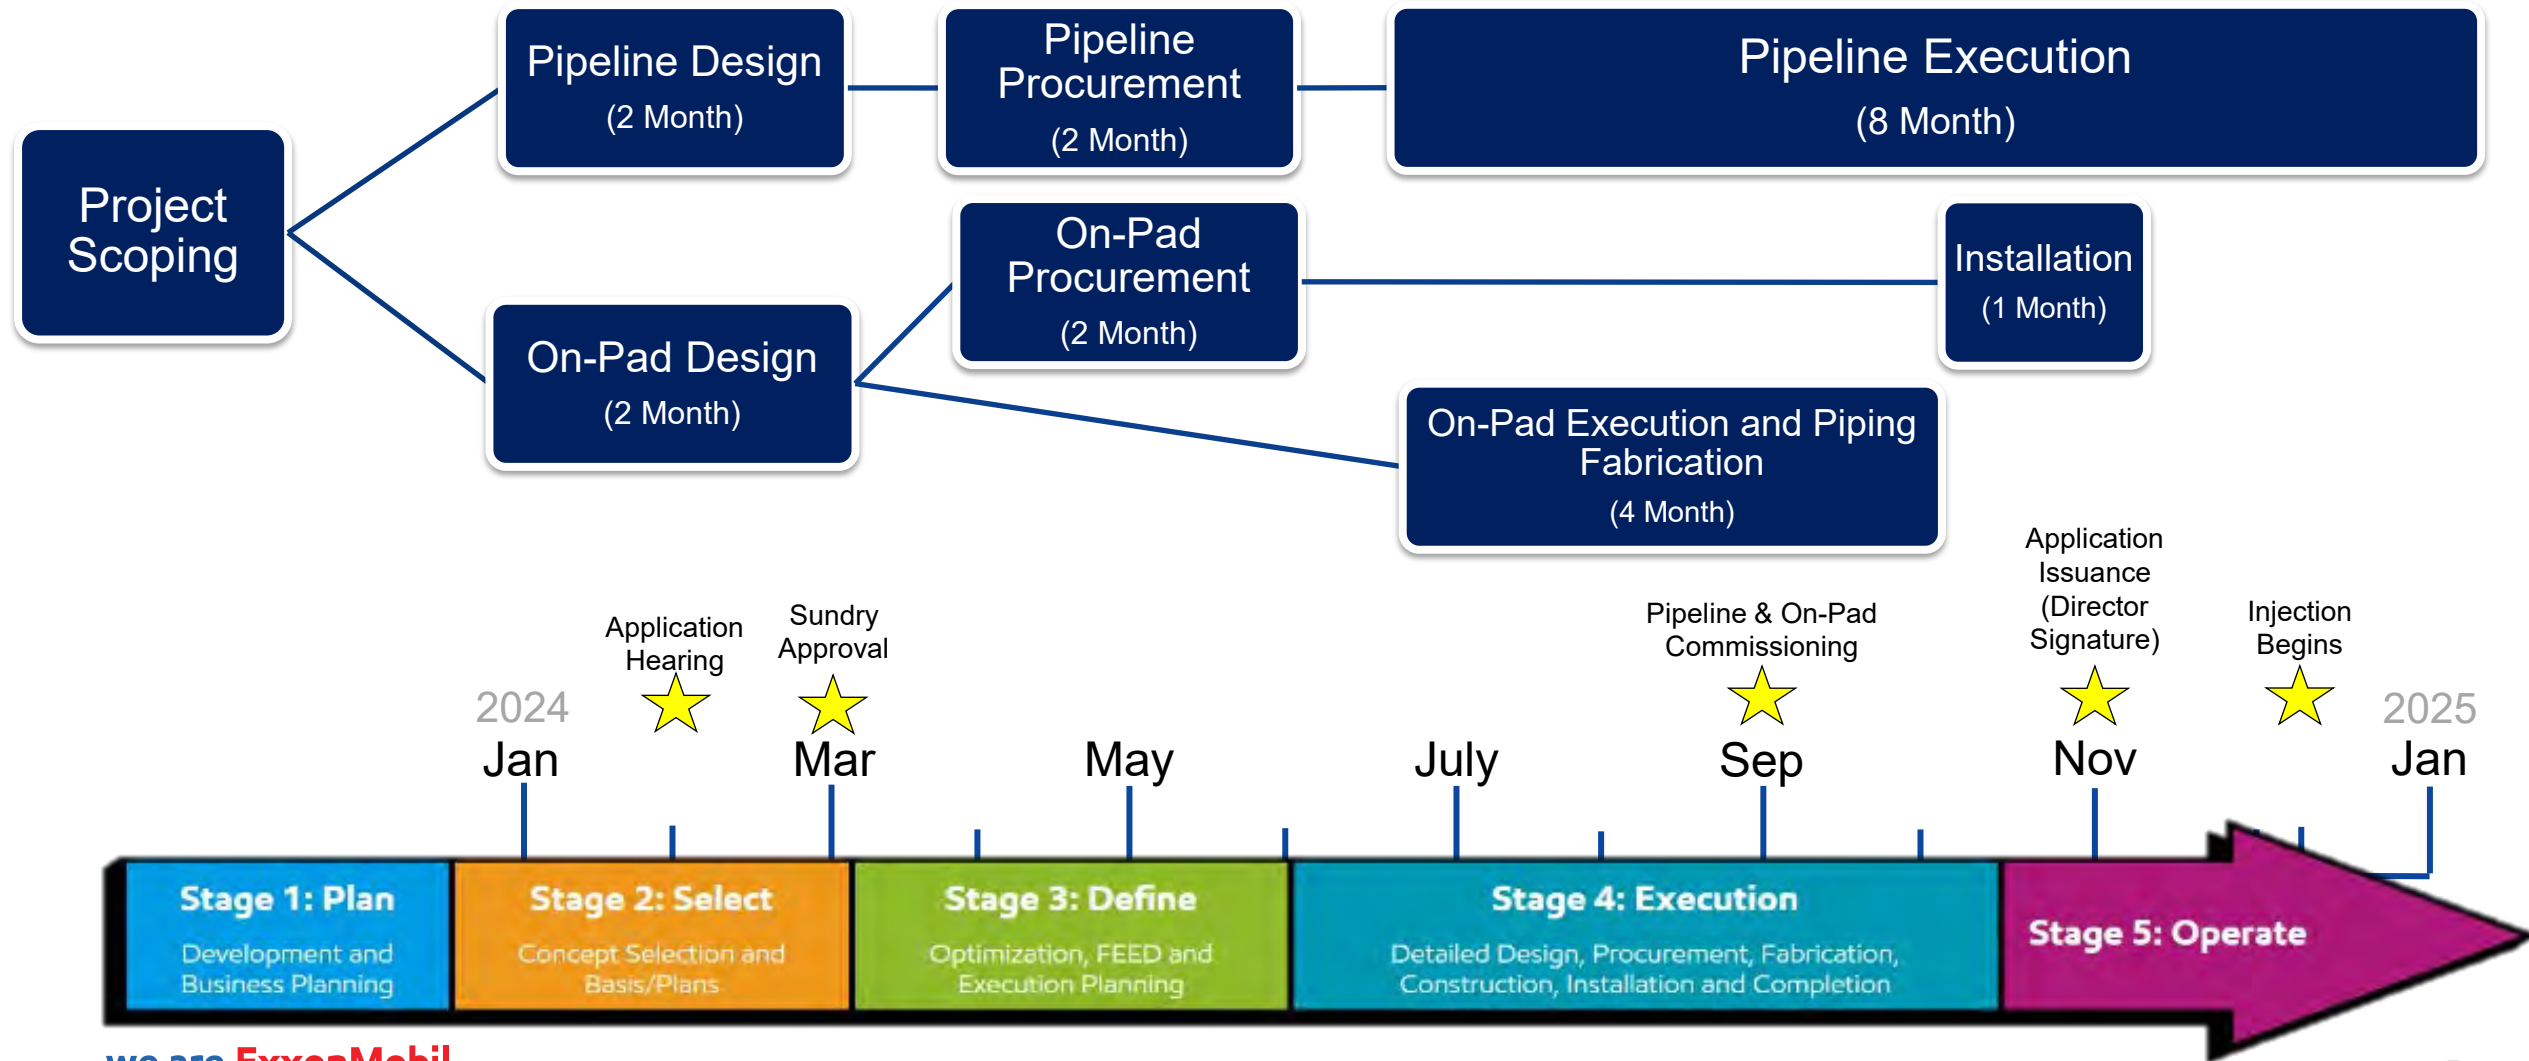 Pipeline Design
(2 Month)
Pipeline
Procurement
(2 Month)
Pipeline Execution
(8 Month)
Project
Scoping
On-Pad
Procurement
(2 Month)
Installation
(1 Month)
On-Pad Design
(2 Month)
On-Pad Execution and Piping
Fabrication
(4 Month)
Application
Hearing
Sundry
Approval
Pipeline & On-Pad
Commissioning
Application
Issuance
(Director
Signature)
Injection
Begins
2024
Jan
Mar
May
July
Sep
Nov
2025
Jan
Stage 1: Plan
Development and
Business Planning
Stage 2: Select
Concept Selection and
Basis/Plans
Stage 3: Define
Optimization, FEED and
Execution Planning
Stage 4: Execution
Detailed Design, Procurement, Fabrication,
Construction, Installation and Completion
Stage 5: Operate
we are ExxonMobil